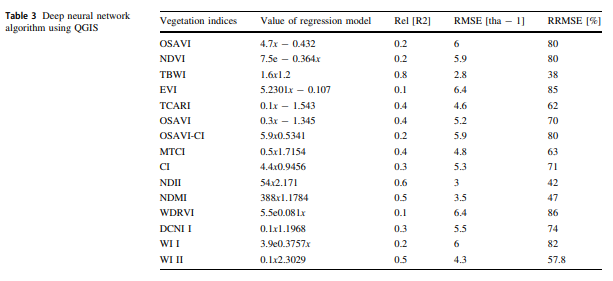 Table 3 Deep neural network
algorithm using QGIS
Vegetation indices Value of regression model Rel [R2] RMSE [tha − 1] RRMSE [%]
OSAVI 4.7x − 0.432 0.2 6 80
NDVI 7.5e − 0.364x 0.2 5.9 80
TBWI 1.6x1.2 0.8 2.8 38
EVI 5.2301x − 0.107 0.1 6.4 85
TCARI 0.1x − 1.543 0.4 4.6 62
OSAVI 0.3x − 1.345 0.4 5.2 70
OSAVI-CI 5.9x0.5341 0.2 5.9 80
MTCI 0.5x1.7154 0.4 4.8 63
CI 4.4x0.9456 0.3 5.3 71
NDII 54x2.171 0.6 3 42
NDMI 388x1.1784 0.5 3.5 47
WDRVI 5.5e0.081x 0.1 6.4 86
DCNI I 0.1x1.1968 0.3 5.5 74
WI I 3.9e0.3757x 0.2 6 82
WI II 0.1x2.3029 0.5 4.3 57.8